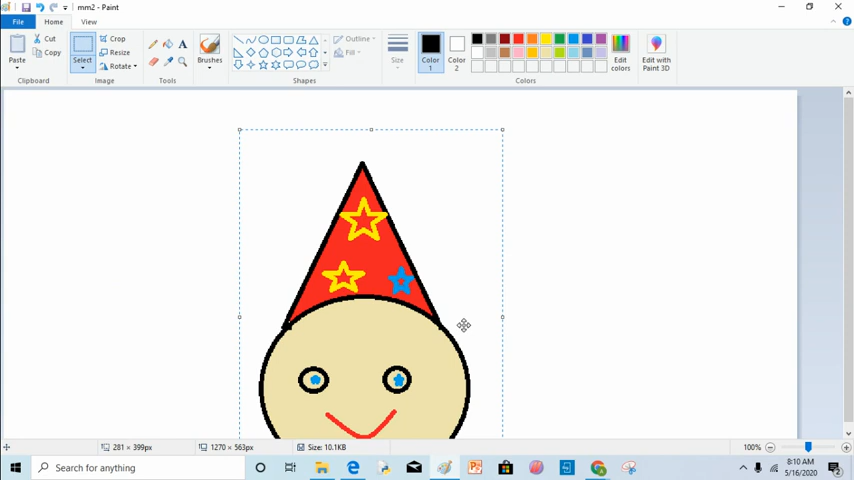 mm2 - Paint
File Home View
Paste Cut Copy Clipboard
Select Crop Resize Rotate Image
A Tools
Brushes
Outline Fill Shapes
Size
Color 1 Color 2 Edit colors Colors
Edit with Paint 3D
281 × 399px 1270 × 563px Size: 10.1KB 100%
Search for anything
8:10 AM
5/16/2020
2